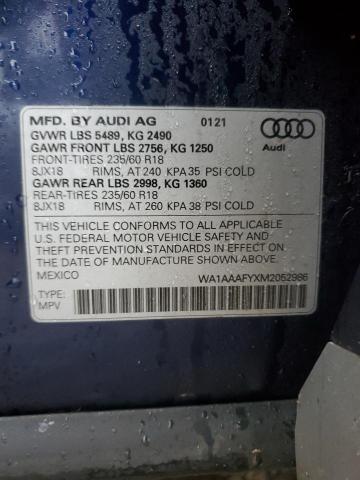 MFD. BY AUDI AG 01 21
GVWR LBS 5489, KG 2490
GAWR FRONT LBS 2756, KG 1250
FRONT-TIRES 235/60 R18
8JX18 RIMS, AT 240 KPA 35 PSI COLD
GAWR REAR LBS 2998, KG 1360
REAR-TIRES 235/60 R18
8JX18 RIMS, AT 260 KPA 38 PSI COLD
Audi
THIS VEHICLE CONFORMS TO ALL APPLICABLE
U.S. FEDERAL MOTOR VEHICLE SAFETY AND
THEFT PREVENTION STANDARDS IN EFFECT ON
THE DATE OF MANUFACTURE SHOWN ABOVE.
MEXICO WA1AAAFYXM2052986
TYPE:
MPV